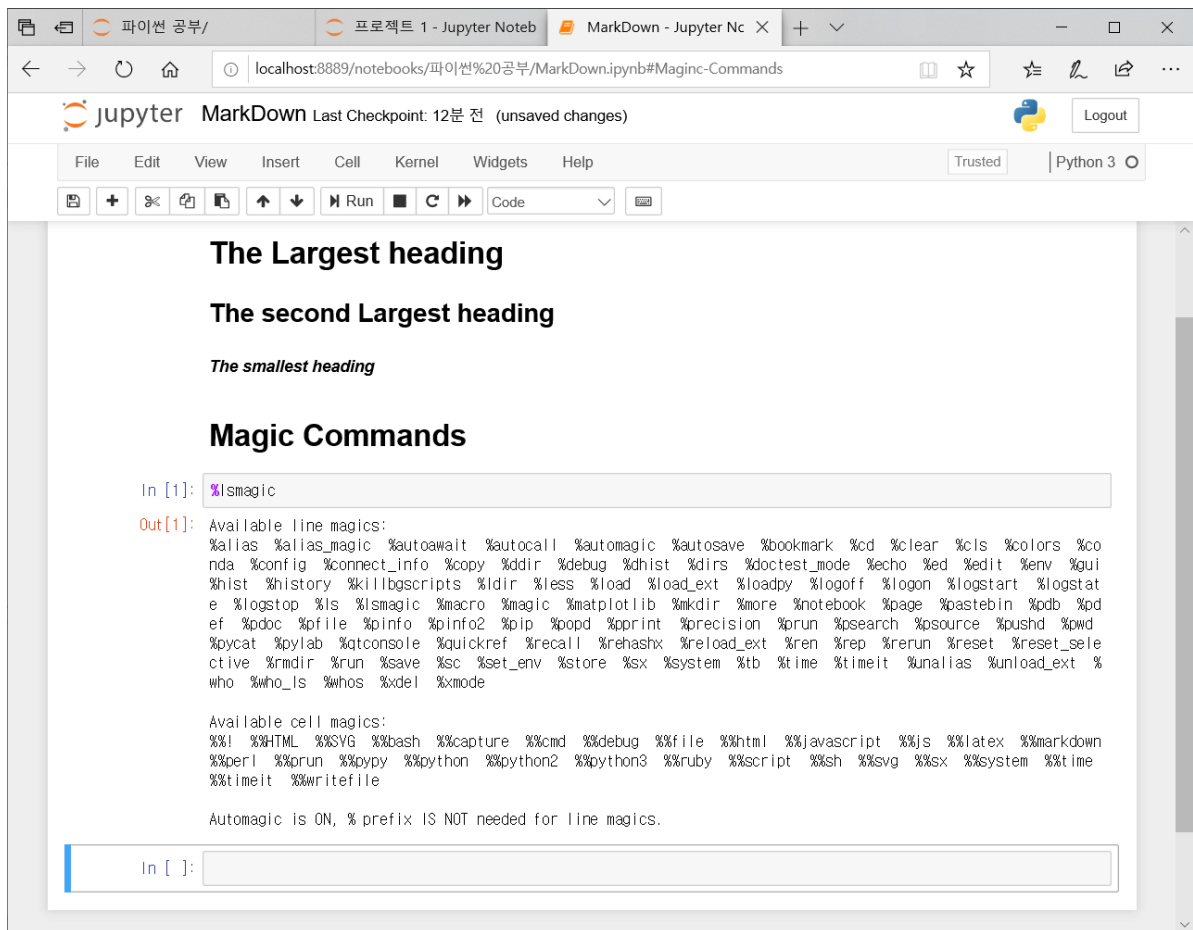 파이썬 공부/
프로젝트 1 - Jupyter Noteb
MarkDown - Jupyter Nc
localhost:8889/notebooks/파이썬%20공부/MarkDown.ipynb#Maginc-Commands
jupyter MarkDown Last Checkpoint: 12분 전 (unsaved changes)
Logout
File Edit View Insert Cell Kernel Widgets Help
Trusted
Python 3
Run
Code
The Largest heading
The second Largest heading
The smallest heading
Magic Commands
In [1]: %lsmagic
Out[1]: Available line magics:
%alias %alias_magic %autoawait %autocall %automagic %autosave %bookmark %cd %clear %cls %colors %co
nda %config %connect_info %copy %ddir %debug %dhist %dirs %doctest_mode %echo %ed %edit %env %gui
%hist %history %killbgscripts %ldir %less %load %load_ext %loadpy %logoff %logon %logstart %logstat
e %logstop %ls %lsmagic %macro %magic %matplotlib %mkdir %more %notebook %page %pastebin %pdb %pd
ef %pdoc %pfile %pinfo %pinfo2 %pip %popd %pprint %precision %prun %psearch %psource %pushd %pwd
%pycat %pylab %qtconsole %quickref %recall %rehashx %reload_ext %ren %rep %rerun %reset %reset_sele
ctive %rmdir %run %save %sc %set_env %store %sx %system %tb %time %timeit %unalias %unload_ext %
who %who_ls %whos %xdel %xmode
Available cell magics:
%%! %%HTML %%SVG %%bash %%capture %%cmd %%debug %%file %%html %%javascript %%js %%latex %%markdown
%%perl %%prun %%pypy %%python %%python2 %%python3 %%ruby %%script %%sh %%svg %%sx %%system %%time
%%timeit %%writefile
Automagic is ON, % prefix IS NOT needed for line magics.
In [ ]: